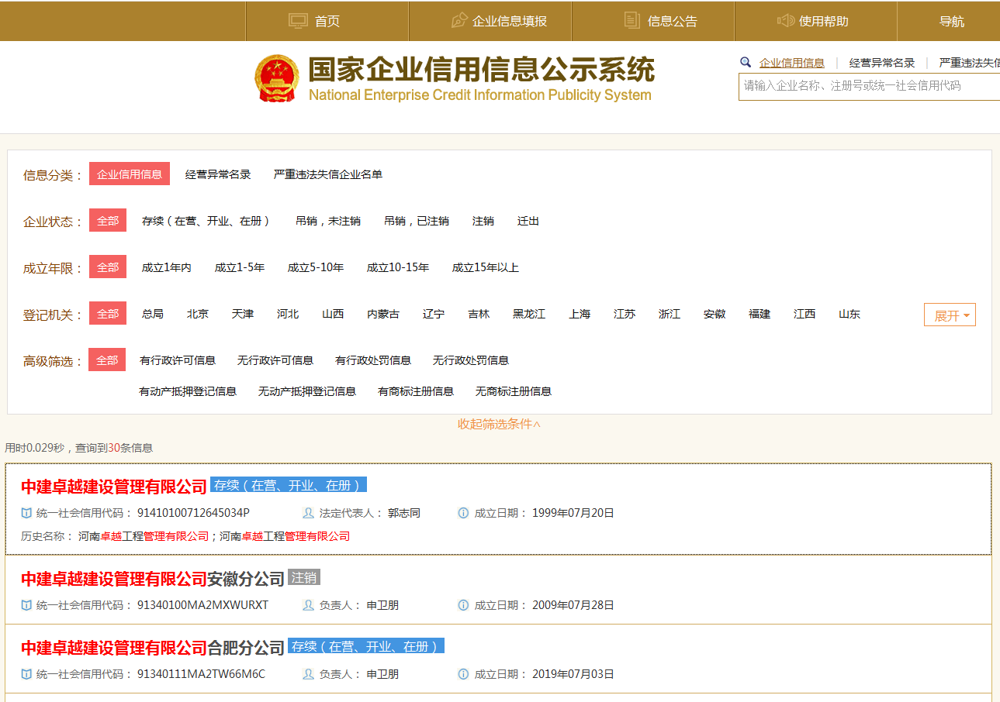 首页 企业信息填报 信息公告 使用帮助 导航
国家企业信用信息公示系统
National Enterprise Credit Information Publicity System
企业信用信息 | 经营异常名录 | 严重违法失信
请输入企业名称、注册号或统一社会信用代码
信息分类： 企业信用信息 经营异常名录 严重违法失信企业名单
企业状态： 全部 存续（在营、开业、在册） 吊销，未注销 吊销，已注销 注销 迁出
成立年限： 全部 成立1年内 成立1-5年 成立5-10年 成立10-15年 成立15年以上
登记机关： 全部 总局 北京 天津 河北 山西 内蒙古 辽宁 吉林 黑龙江 上海 江苏 浙江 安徽 福建 江西 山东 展开
高级筛选： 全部 有行政许可信息 无行政许可信息 有行政处罚信息 无行政处罚信息
有动产抵押登记信息 无动产抵押登记信息 有商标注册信息 无商标注册信息
收起筛选条件^
用时0.029秒，查询到30条信息
中建卓越建设管理有限公司 存续（在营、开业、在册）
统一社会信用代码： 91410100712645034P 法定代表人： 郭志同 成立日期： 1999年07月20日
历史名称： 河南卓越工程管理有限公司；河南卓越工程管理有限公司
中建卓越建设管理有限公司安徽分公司 注销
统一社会信用代码： 91340100MA2MXWURXT 负责人： 申卫朋 成立日期： 2009年07月28日
中建卓越建设管理有限公司合肥分公司 存续（在营、开业、在册）
统一社会信用代码： 91340111MA2TW66M6C 负责人： 申卫朋 成立日期： 2019年07月03日